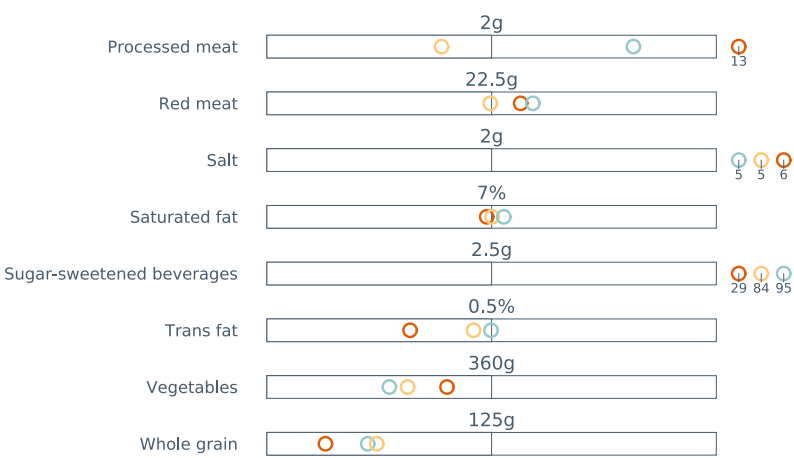 2g
Processed meat
13
22.5g
Red meat
2g
Salt
5 5 6
7%
Saturated fat
2.5g
Sugar-sweetened beverages
29 84 95
0.5%
Trans fat
360g
Vegetables
125g
Whole grain